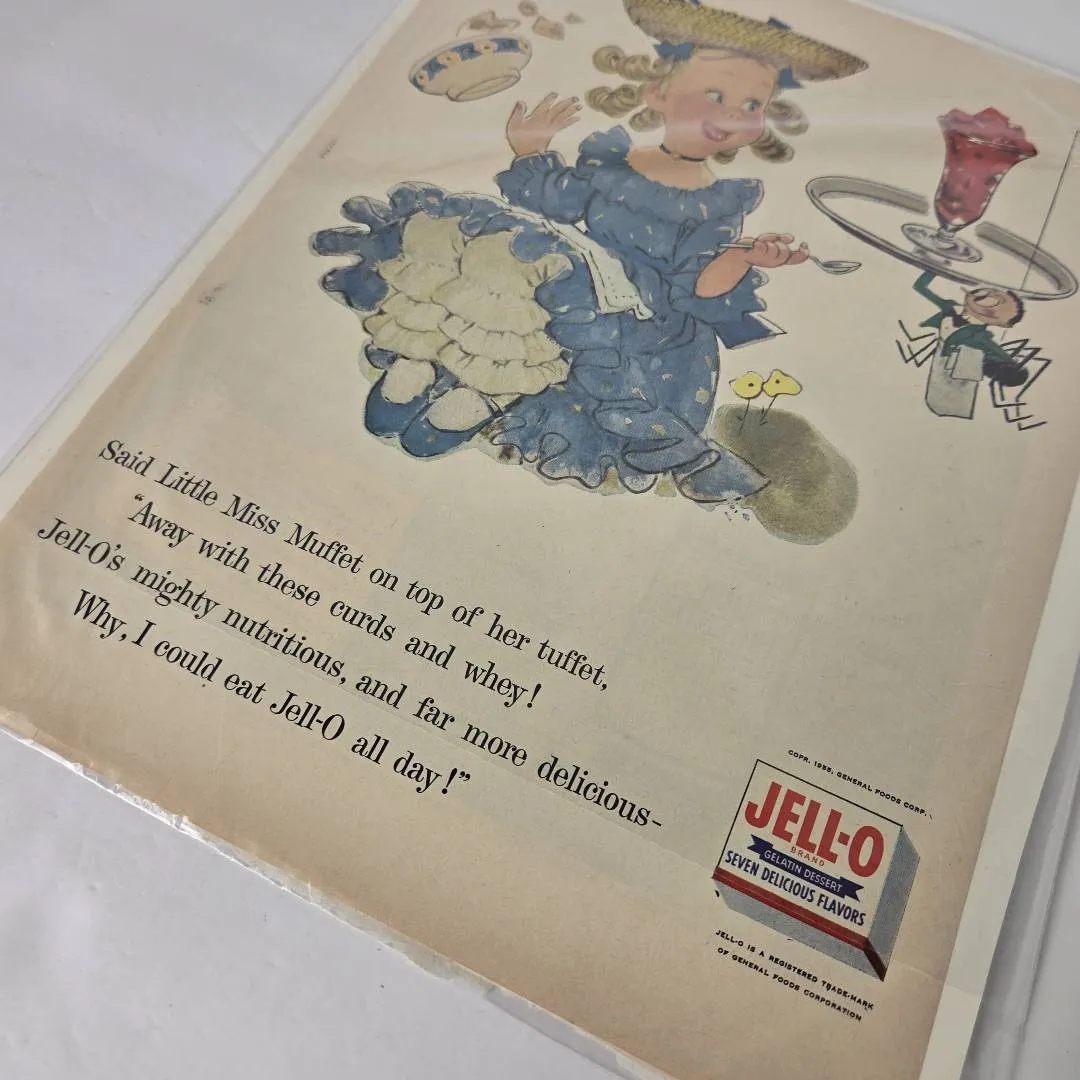 Said Little Miss Muffet on top of her tuffet,
“Away with these curds and whey!
Jell-O’s mighty nutritious, and far more delicious–
Why, I could eat Jell-O all day!”
COPR. 1955, GENERAL FOODS CORP.
JELL-O
BRAND
GELATIN DESSERT
SEVEN DELICIOUS FLAVORS
JELL-O IS A REGISTERED TRADE-MARK
OF GENERAL FOODS CORPORATION